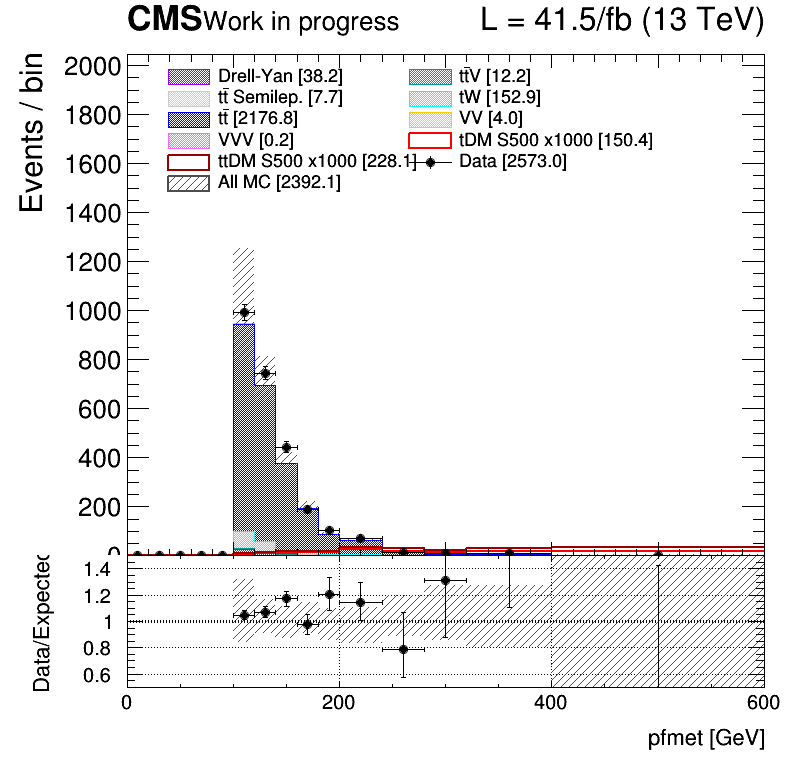 CMS Work in progress L = 41.5/fb (13 TeV)
Events / bin
2000
1800
1600
1400
1200
1000
800
600
400
200
0
Drell-Yan [38.2] tt̄V [12.2]
tt̄ Semilep. [7.7] tW [152.9]
tt̄ [2176.8] VV [4.0]
VVV [0.2] tDM S500 x1000 [150.4]
ttDM S500 x1000 [228.1] Data [2573.0]
All MC [2392.1]
Data/Expected
1.4
1.2
1
0.8
0.6
0 200 400 600
pfmet [GeV]